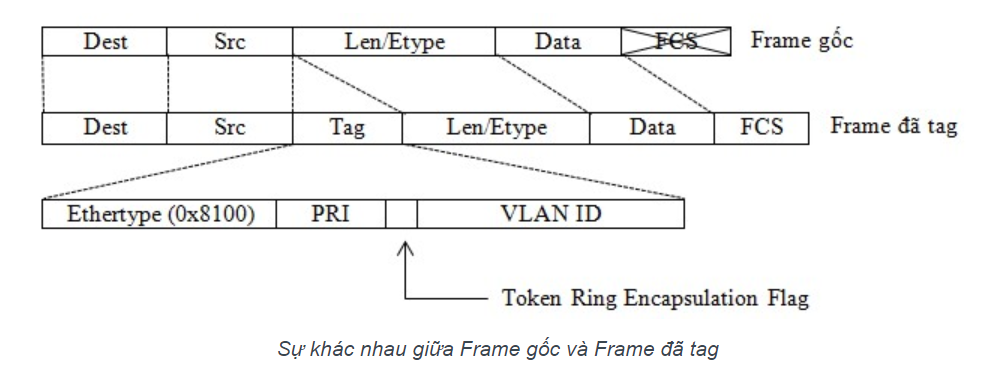 Dest Src Len/Etype Data FCS Frame gốc
Dest Src Tag Len/Etype Data FCS Frame đã tag
Ethertype (0x8100) PRI VLAN ID
Token Ring Encapsulation Flag
Sự khác nhau giữa Frame gốc và Frame đã tag